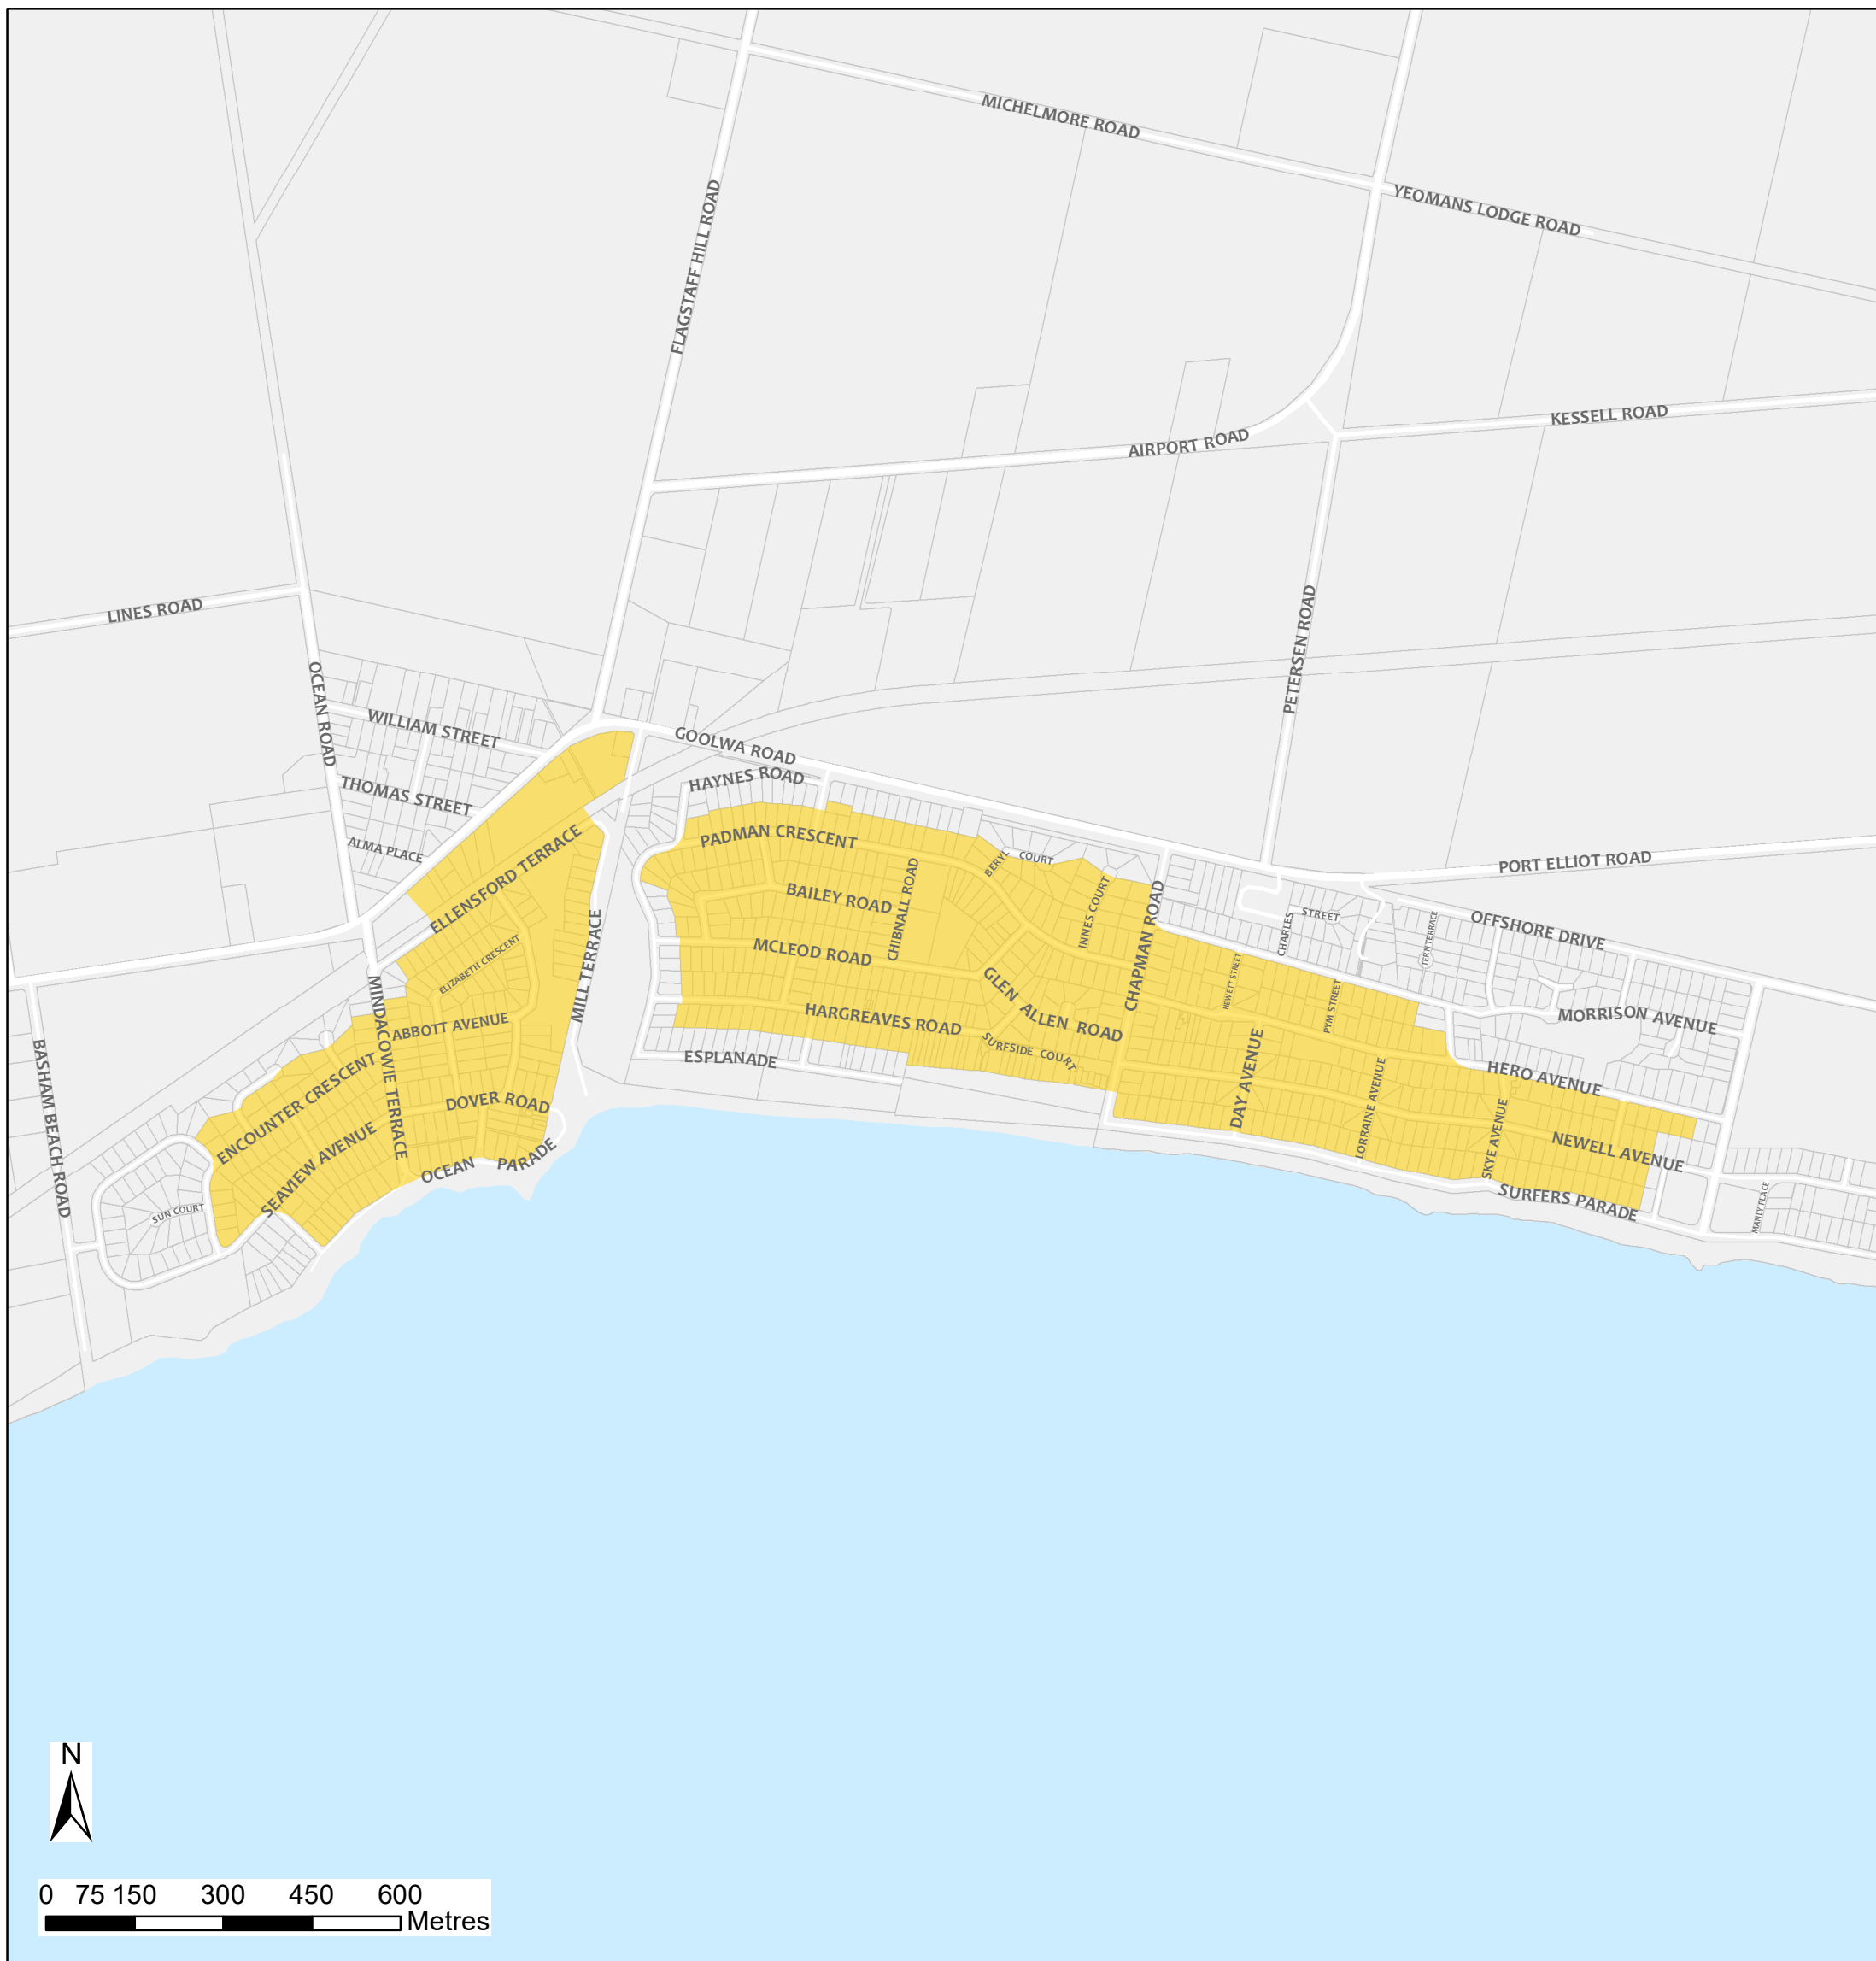 MICHELMORE ROAD
YEOMANS LODGE ROAD
FLAGSTAFF HILL ROAD
KESSELL ROAD
AIRPORT ROAD
LINES ROAD
PETERSEN ROAD
OCEAN ROAD
WILLIAM STREET
GOOLWA ROAD
HAYNES ROAD
THOMAS STREET
ALMA PLACE
PADMAN CRESCENT
ELLENSFORD TERRACE
BERYL COURT
PORT ELLIOT ROAD
BAILEY ROAD
CHIBNALL ROAD
INNES COURT
CHAPMAN ROAD
CHARLES STREET
TERN TERRACE
OFFSHORE DRIVE
ELIZABETH CRESCENT
MILL TERRACE
MCLEOD ROAD
GLEN ALLEN ROAD
HEWETT STREET
PYM STREET
MORRISON AVENUE
MINDACOWIE TERRACE
ABBOTT AVENUE
HARGREAVES ROAD
SURFSIDE COURT
ESPLANADE
DAY AVENUE
LORRAINE AVENUE
HERO AVENUE
BASHAM BEACH ROAD
ENCOUNTER CRESCENT
DOVER ROAD
SEAVIEW AVENUE
OCEAN PARADE
SKYE AVENUE
NEWELL AVENUE
SUN COURT
SURFERS PARADE
MANLY PLACE
N
0 75 150 300 450 600
Metres